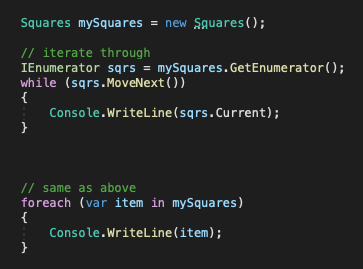 Squares mySquares = new Squares();
// iterate through
IEnumerator sqrs = mySquares.GetEnumerator();
while (sqrs.MoveNext())
{
    Console.WriteLine(sqrs.Current);
}
// same as above
foreach (var item in mySquares)
{
    Console.WriteLine(item);
}